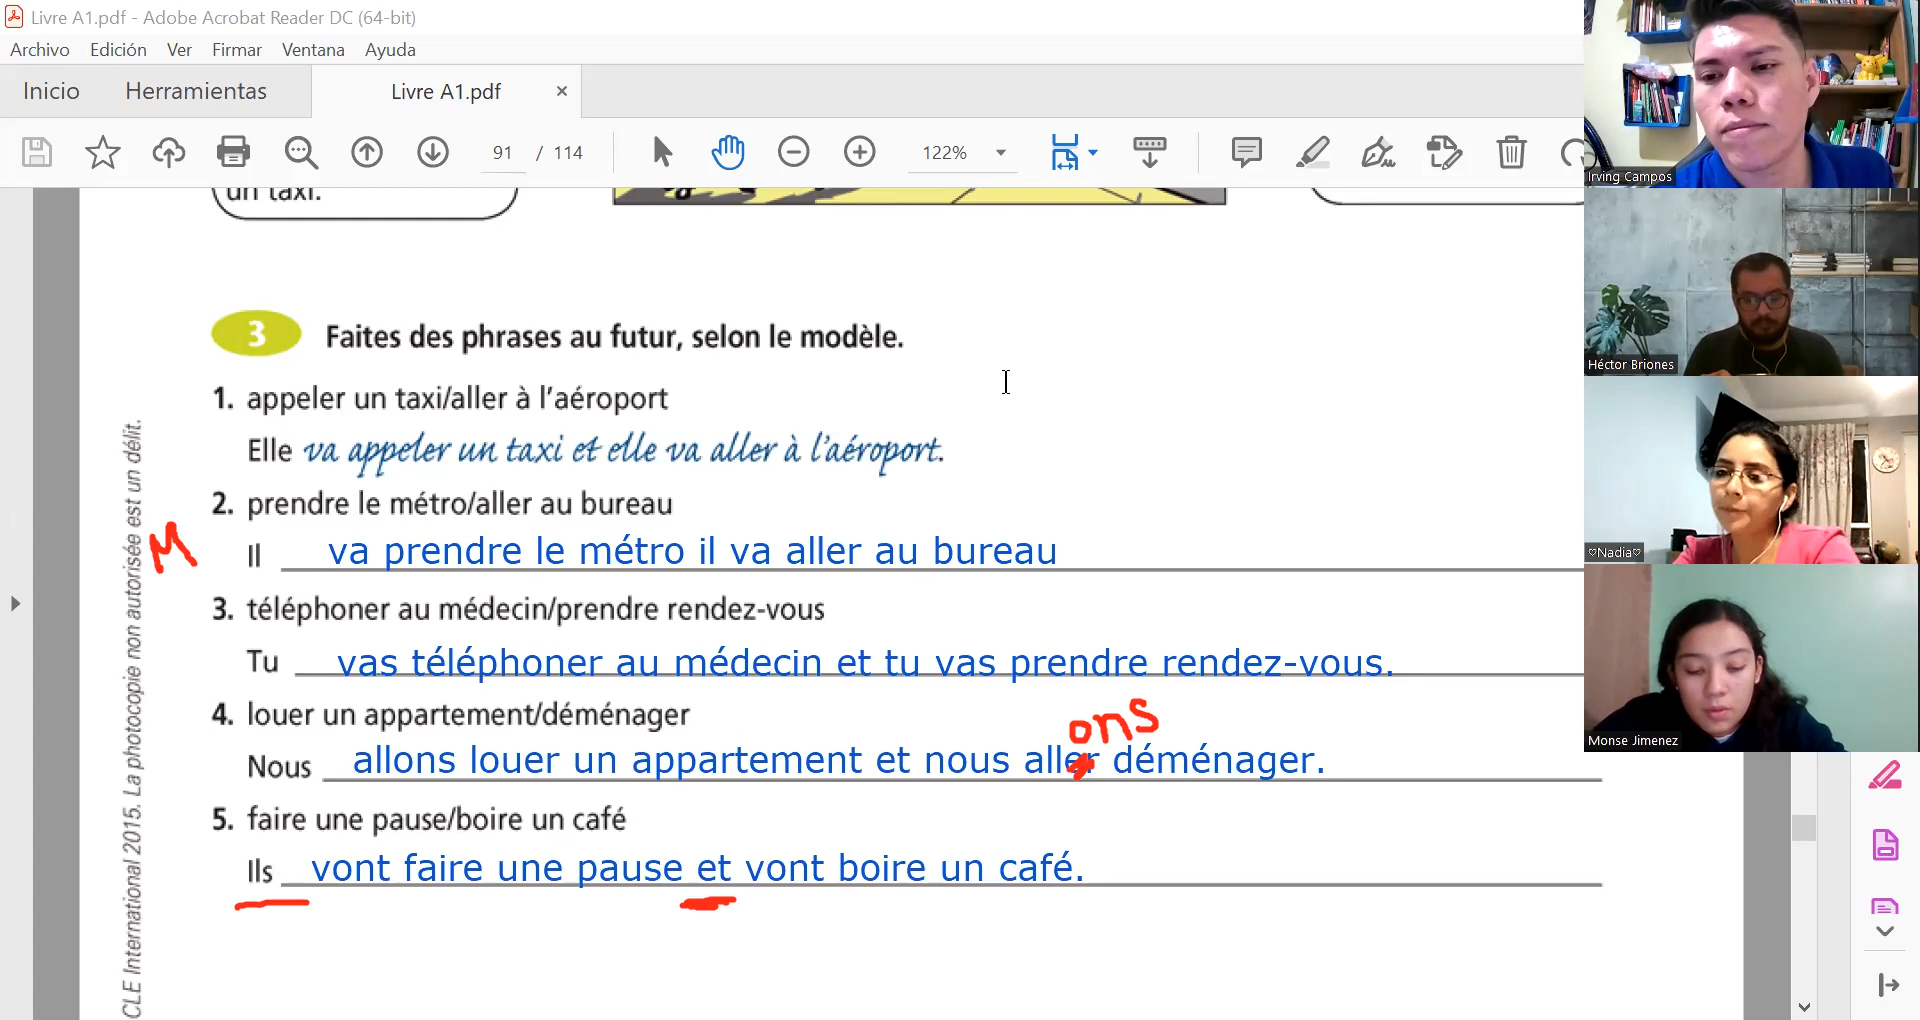 Livre A1.pdf - Adobe Acrobat Reader DC (64-bit)
Archivo Edición Ver Firmar Ventana Ayuda
Inicio Herramientas Livre A1.pdf ×
91 / 114 122%
un taxi.
3 Faites des phrases au futur, selon le modèle.
1. appeler un taxi/aller à l'aéroport
Elle va appeler un taxi et elle va aller à l'aéroport.
2. prendre le métro/aller au bureau
M
Il va prendre le métro il va aller au bureau
3. téléphoner au médecin/prendre rendez-vous
Tu vas téléphoner au médecin et tu vas prendre rendez-vous.
4. louer un appartement/déménager
ons
Nous allons louer un appartement et nous aller déménager.
5. faire une pause/boire un café
Ils vont faire une pause et vont boire un café.
CLE International 2015. La photocopie non autorisée est un délit.
Irving Campos
Héctor Briones
♡Nadia♡
Monse Jimenez